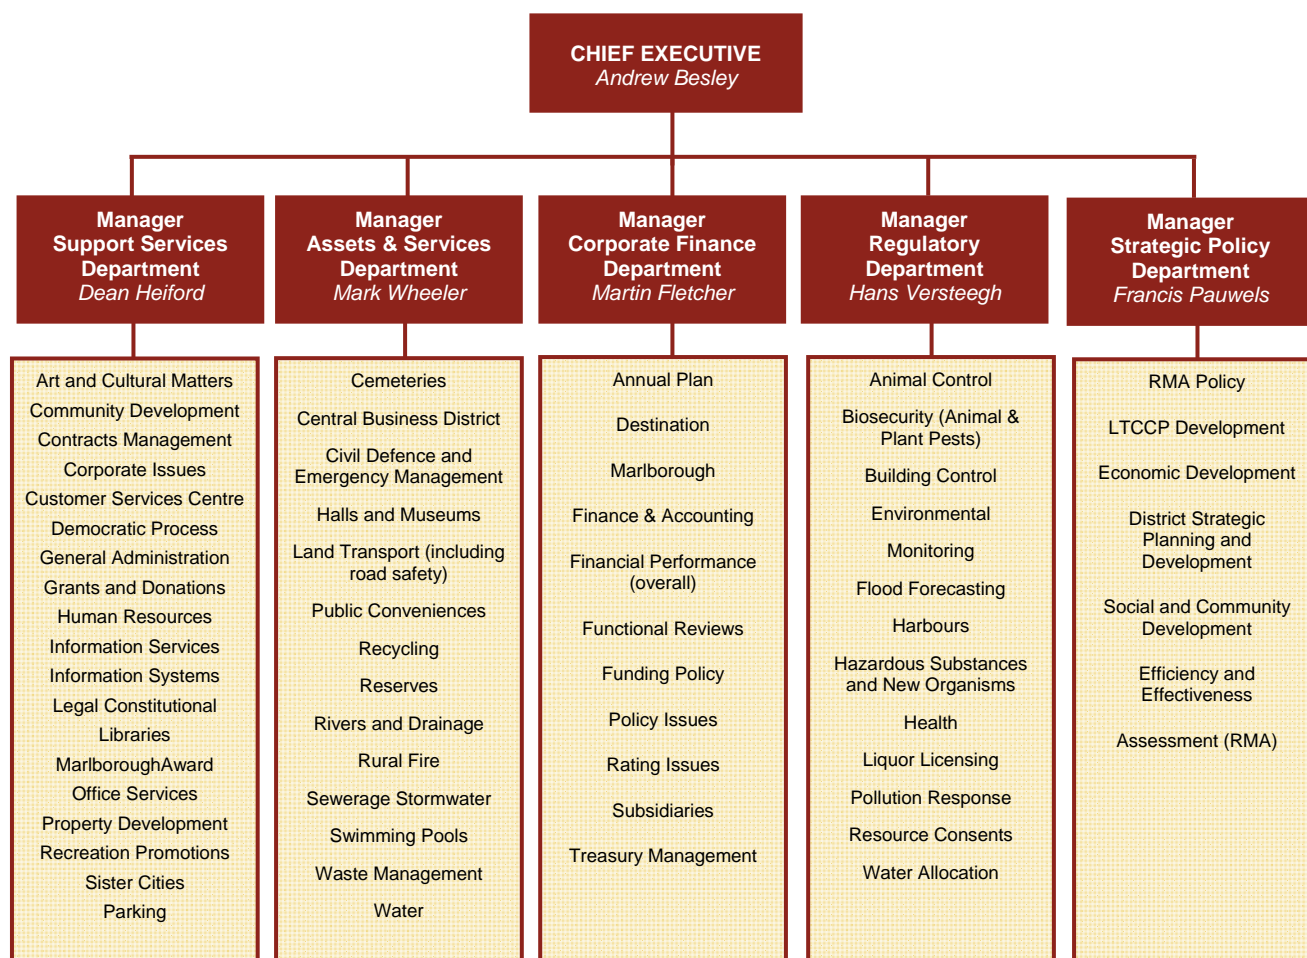 CHIEF EXECUTIVE
Andrew Besley
Manager
Support Services
Department
Dean Heiford
Manager
Assets & Services
Department
Mark Wheeler
Manager
Corporate Finance
Department
Martin Fletcher
Manager
Regulatory
Department
Hans Versteegh
Manager
Strategic Policy
Department
Francis Pauwels
Art and Cultural Matters
Community Development
Contracts Management
Corporate Issues
Customer Services Centre
Democratic Process
General Administration
Grants and Donations
Human Resources
Information Services
Information Systems
Legal Constitutional
Libraries
MarlboroughAward
Office Services
Property Development
Recreation Promotions
Sister Cities
Parking
Cemeteries
Central Business District
Civil Defence and
Emergency Management
Halls and Museums
Land Transport (including
road safety)
Public Conveniences
Recycling
Reserves
Rivers and Drainage
Rural Fire
Sewerage Stormwater
Swimming Pools
Waste Management
Water
Annual Plan
Destination
Marlborough
Finance & Accounting
Financial Performance
(overall)
Functional Reviews
Funding Policy
Policy Issues
Rating Issues
Subsidiaries
Treasury Management
Animal Control
Biosecurity (Animal &
Plant Pests)
Building Control
Environmental
Monitoring
Flood Forecasting
Harbours
Hazardous Substances
and New Organisms
Health
Liquor Licensing
Pollution Response
Resource Consents
Water Allocation
RMA Policy
LTCCP Development
Economic Development
District Strategic
Planning and
Development
Social and Community
Development
Efficiency and
Effectiveness
Assessment (RMA)